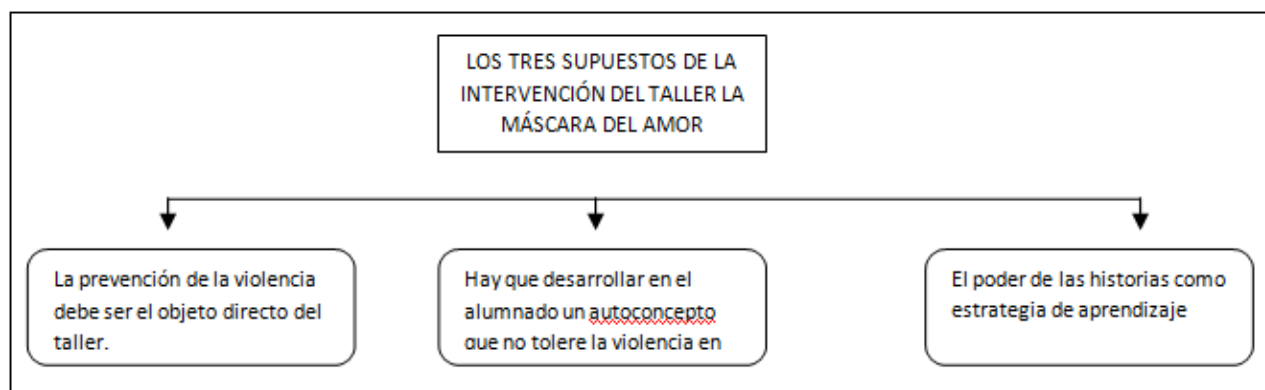 LOS TRES SUPUESTOS DE LA
INTERVENCIÓN DEL TALLER LA
MÁSCARA DEL AMOR
La prevención de la violencia
debe ser el objeto directo del
taller.
Hay que desarrollar en el
alumnado un autoconcepto
que no tolere la violencia en
El poder de las historias como
estrategia de aprendizaje